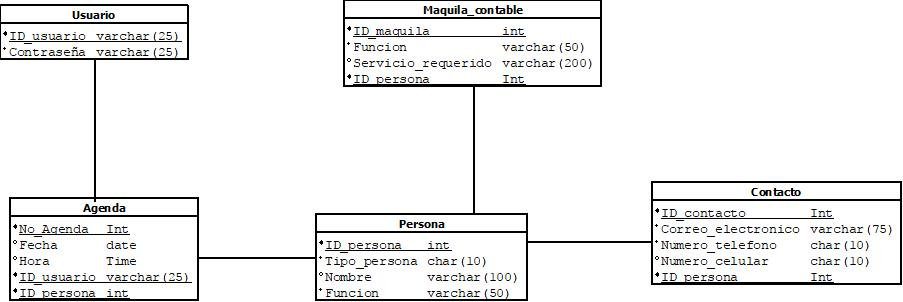 Usuario
ID_usuario varchar(25)
Contraseña varchar(25)
Maquila_contable
ID_maquila int
Funcion varchar(50)
Servicio_requerido varchar(200)
ID_persona Int
Agenda
No_Agenda Int
Fecha date
Hora Time
ID_usuario varchar(25)
ID_persona int
Persona
ID_persona int
Tipo_persona char(10)
Nombre varchar(100)
Funcion varchar(50)
Contacto
ID_contacto Int
Correo_electronico varchar(75)
Numero_telefono char(10)
Numero_celular char(10)
ID_persona Int